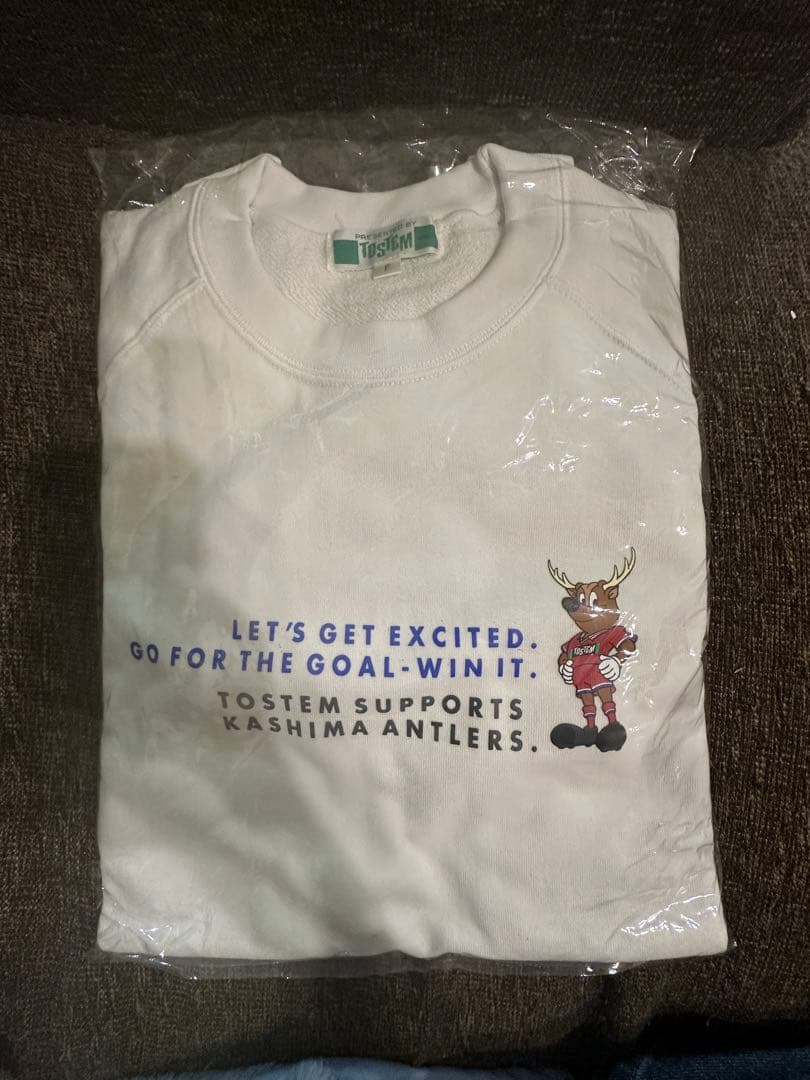 PRESENTED BY
TOSTEM
F
LET'S GET EXCITED.
GO FOR THE GOAL-WIN IT.
TOSTEM
TOSTEM SUPPORTS
KASHIMA ANTLERS.